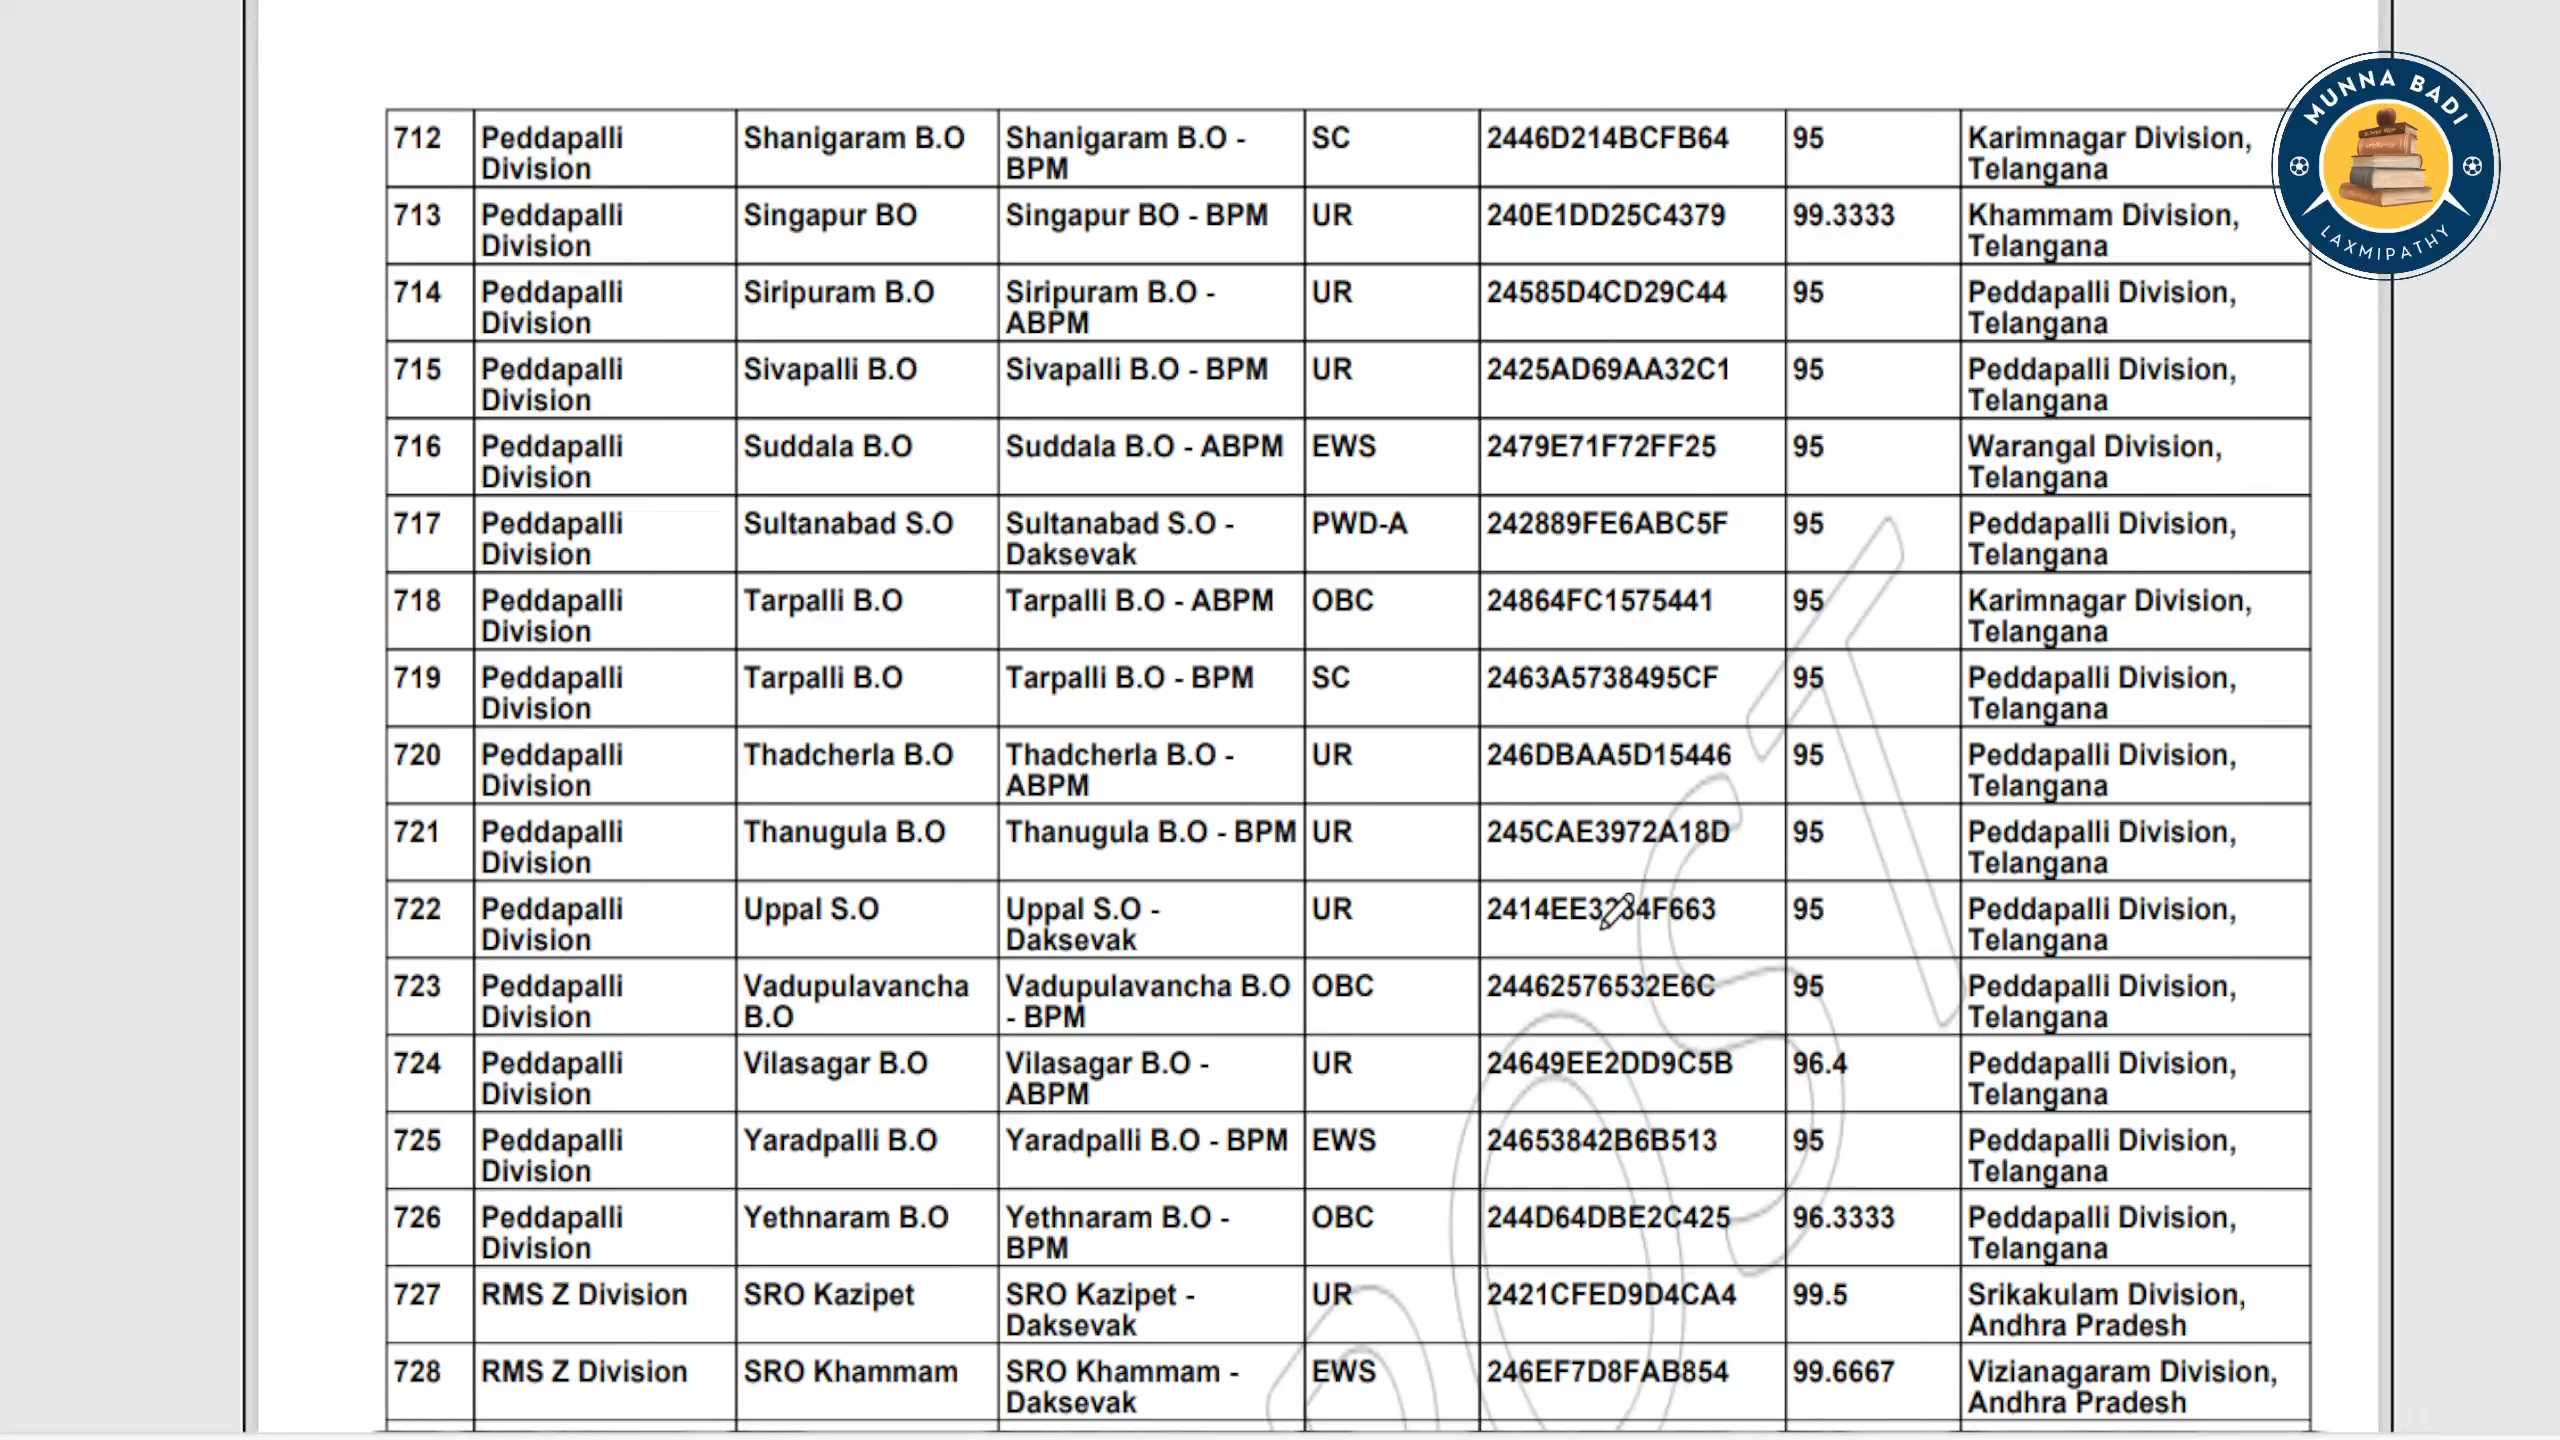 MUNNA BADI
LAXMIPATHY
712 Peddapalli Division Shanigaram B.O Shanigaram B.O - BPM SC 2446D214BCFB64 95 Karimnagar Division, Telangana
713 Peddapalli Division Singapur BO Singapur BO - BPM UR 240E1DD25C4379 99.3333 Khammam Division, Telangana
714 Peddapalli Division Siripuram B.O Siripuram B.O - ABPM UR 24585D4CD29C44 95 Peddapalli Division, Telangana
715 Peddapalli Division Sivapalli B.O Sivapalli B.O - BPM UR 2425AD69AA32C1 95 Peddapalli Division, Telangana
716 Peddapalli Division Suddala B.O Suddala B.O - ABPM EWS 2479E71F72FF25 95 Warangal Division, Telangana
717 Peddapalli Division Sultanabad S.O Sultanabad S.O - Daksevak PWD-A 242889FE6ABC5F 95 Peddapalli Division, Telangana
718 Peddapalli Division Tarpalli B.O Tarpalli B.O - ABPM OBC 24864FC1575441 95 Karimnagar Division, Telangana
719 Peddapalli Division Tarpalli B.O Tarpalli B.O - BPM SC 2463A5738495CF 95 Peddapalli Division, Telangana
720 Peddapalli Division Thadcherla B.O Thadcherla B.O - ABPM UR 246DBAA5D15446 95 Peddapalli Division, Telangana
721 Peddapalli Division Thanugula B.O Thanugula B.O - BPM UR 245CAE3972A18D 95 Peddapalli Division, Telangana
722 Peddapalli Division Uppal S.O Uppal S.O - Daksevak UR 95 Peddapalli Division, Telangana
723 Peddapalli Division Vadupulavancha B.O Vadupulavancha B.O - BPM OBC 24462576532E6C 95 Peddapalli Division, Telangana
724 Peddapalli Division Vilasagar B.O Vilasagar B.O - ABPM UR 24649EE2DD9C5B 96.4 Peddapalli Division, Telangana
725 Peddapalli Division Yaradpalli B.O Yaradpalli B.O - BPM EWS 24653842B6B513 95 Peddapalli Division, Telangana
726 Peddapalli Division Yethnaram B.O Yethnaram B.O - BPM OBC 244D64DBE2C425 96.3333 Peddapalli Division, Telangana
727 RMS Z Division SRO Kazipet SRO Kazipet - Daksevak UR 2421CFED9D4CA4 99.5 Srikakulam Division, Andhra Pradesh
728 RMS Z Division SRO Khammam SRO Khammam - Daksevak EWS 246EF7D8FAB854 99.6667 Vizianagaram Division, Andhra Pradesh